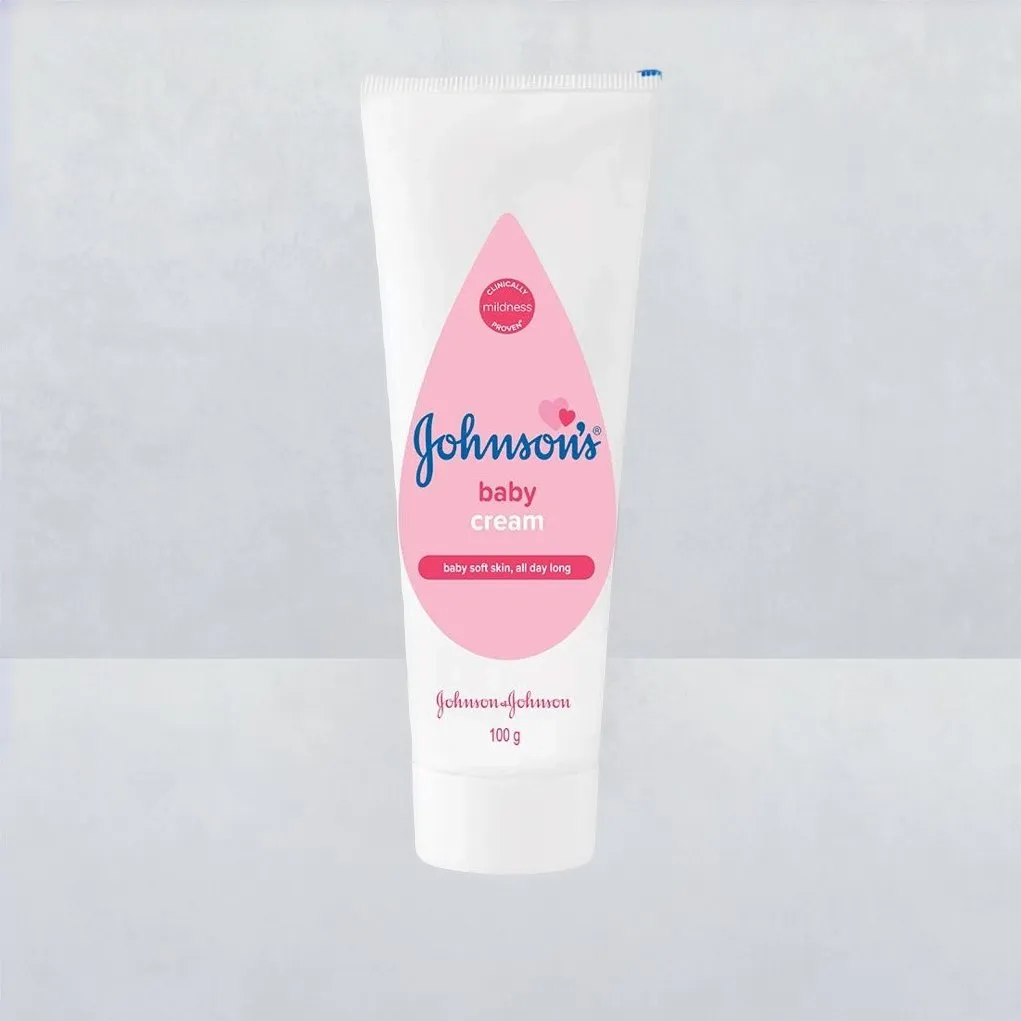 CLINICALLY
mildness
PROVEN*
Johnson's®
baby
cream
baby soft skin, all day long
Johnson & Johnson
100 g